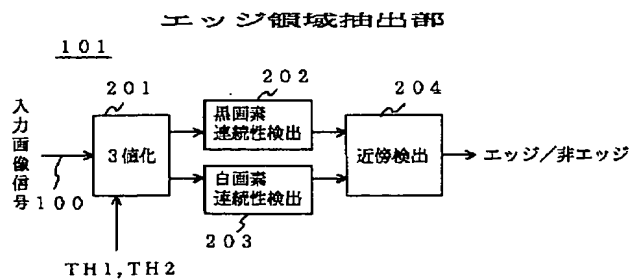 エッジ領域抽出部
101
201
202
204
入力画像信号
100
3値化
黒画素
連続性検出
白画素
連続性検出
203
近傍検出
エッジ/非エッジ
TH1,TH2